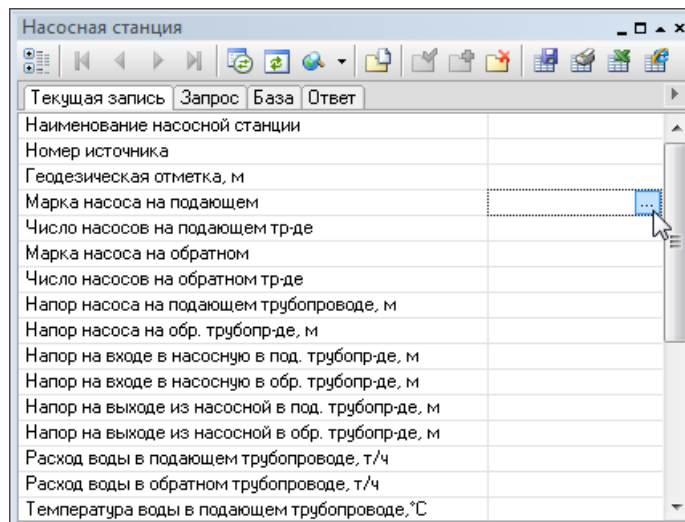 Насосная станция
Текущая запись Запрос База Ответ
Наименование насосной станции
Номер источника
Геодезическая отметка, м
Марка насоса на подающем
...
Число насосов на подающем тр-де
Марка насоса на обратном
Число насосов на обратном тр-де
Напор насоса на подающем трубопроводе, м
Напор насоса на обр. трубопр-де, м
Напор на входе в насосную в под. трубопр-де, м
Напор на входе в насосную в обр. трубопр-де, м
Напор на выходе из насосной в под. трубопр-де, м
Напор на выходе из насосной в обр. трубопр-де, м
Расход воды в подающем трубопроводе, т/ч
Расход воды в обратном трубопроводе, т/ч
Температура воды в подающем трубопроводе,°C